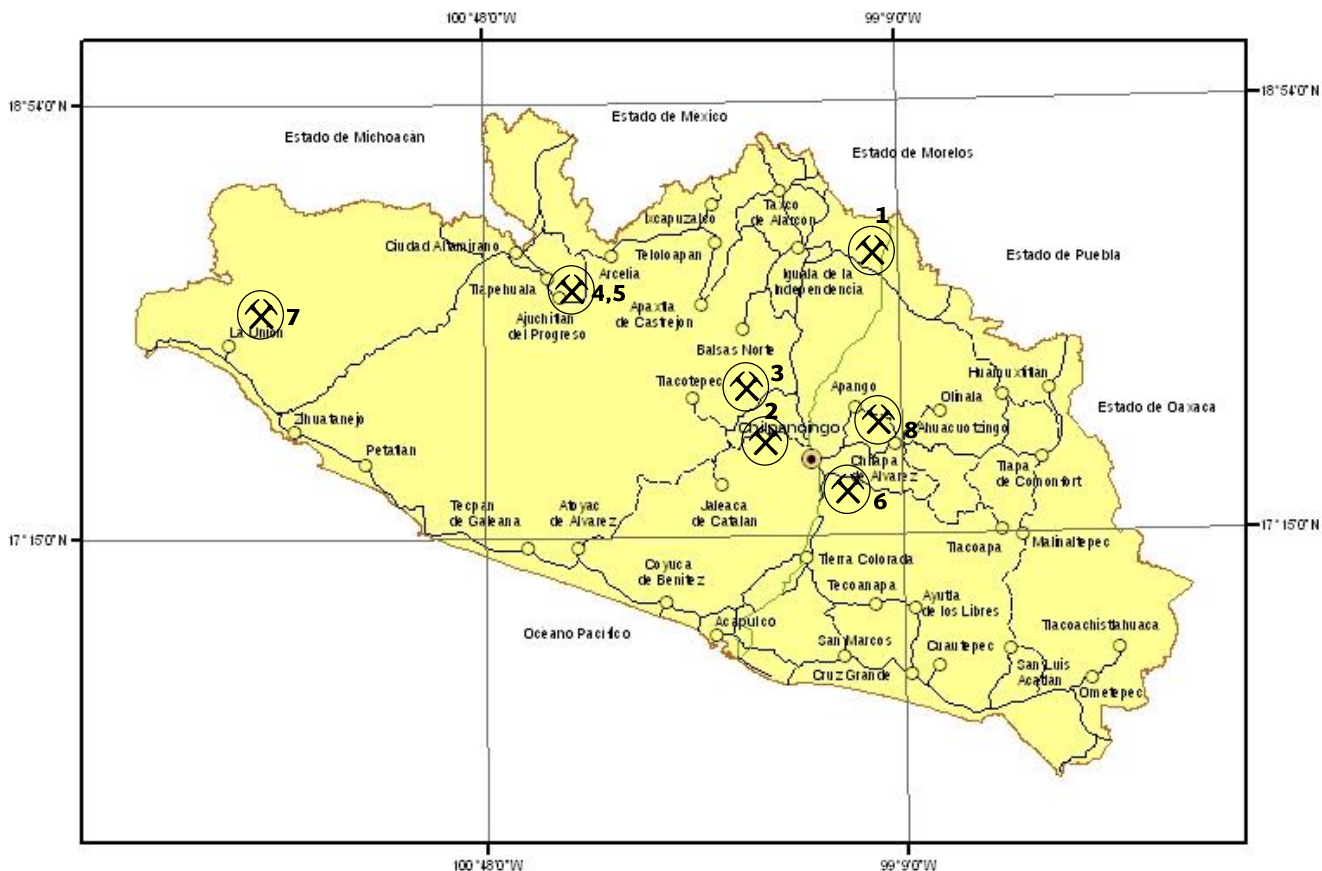 100°48'0"W
99°9'0"W
18°54'0"N
18°54'0"N
Estado de Mexico
Estado de Michoacán
Estado de Morelos
Taxco
de Alarcon
1
Ixcapuzalco
Ciudad Altamirano
Teloloapan
Estado de Puebla
Arcelia
Iguala de la
Independencia
Tlapehuala
4,5
Apaxtla
de Castrejon
Ajuchitlan
del Progreso
7
La Unión
Balsas Norte
Huamuxtitlan
3
Tlacotepec
Apango
Olinala
Estado de Oaxaca
2
Chilpancingo
8
Ahuacuotzingo
Zihuatanejo
Petatlan
Chilapa
de Alvarez
Tlapa
de Comonfort
6
Tecpan
de Galeana
Atoyac
de Alvarez
Jaleaca
de Catalan
17°15'0"N
17°15'0"N
Tlacoapa
Malinaltepec
Tierra Colorada
Coyuca
de Benitez
Tecoanapa
Ayutla
de los Libres
Acapulco
Tlacoachistlahuaca
Oceano Pacifico
San Marcos
Cuautepec
Cruz Grande
San Luis
Acatlan
Ometepec
100°48'0"W
99°9'0"W